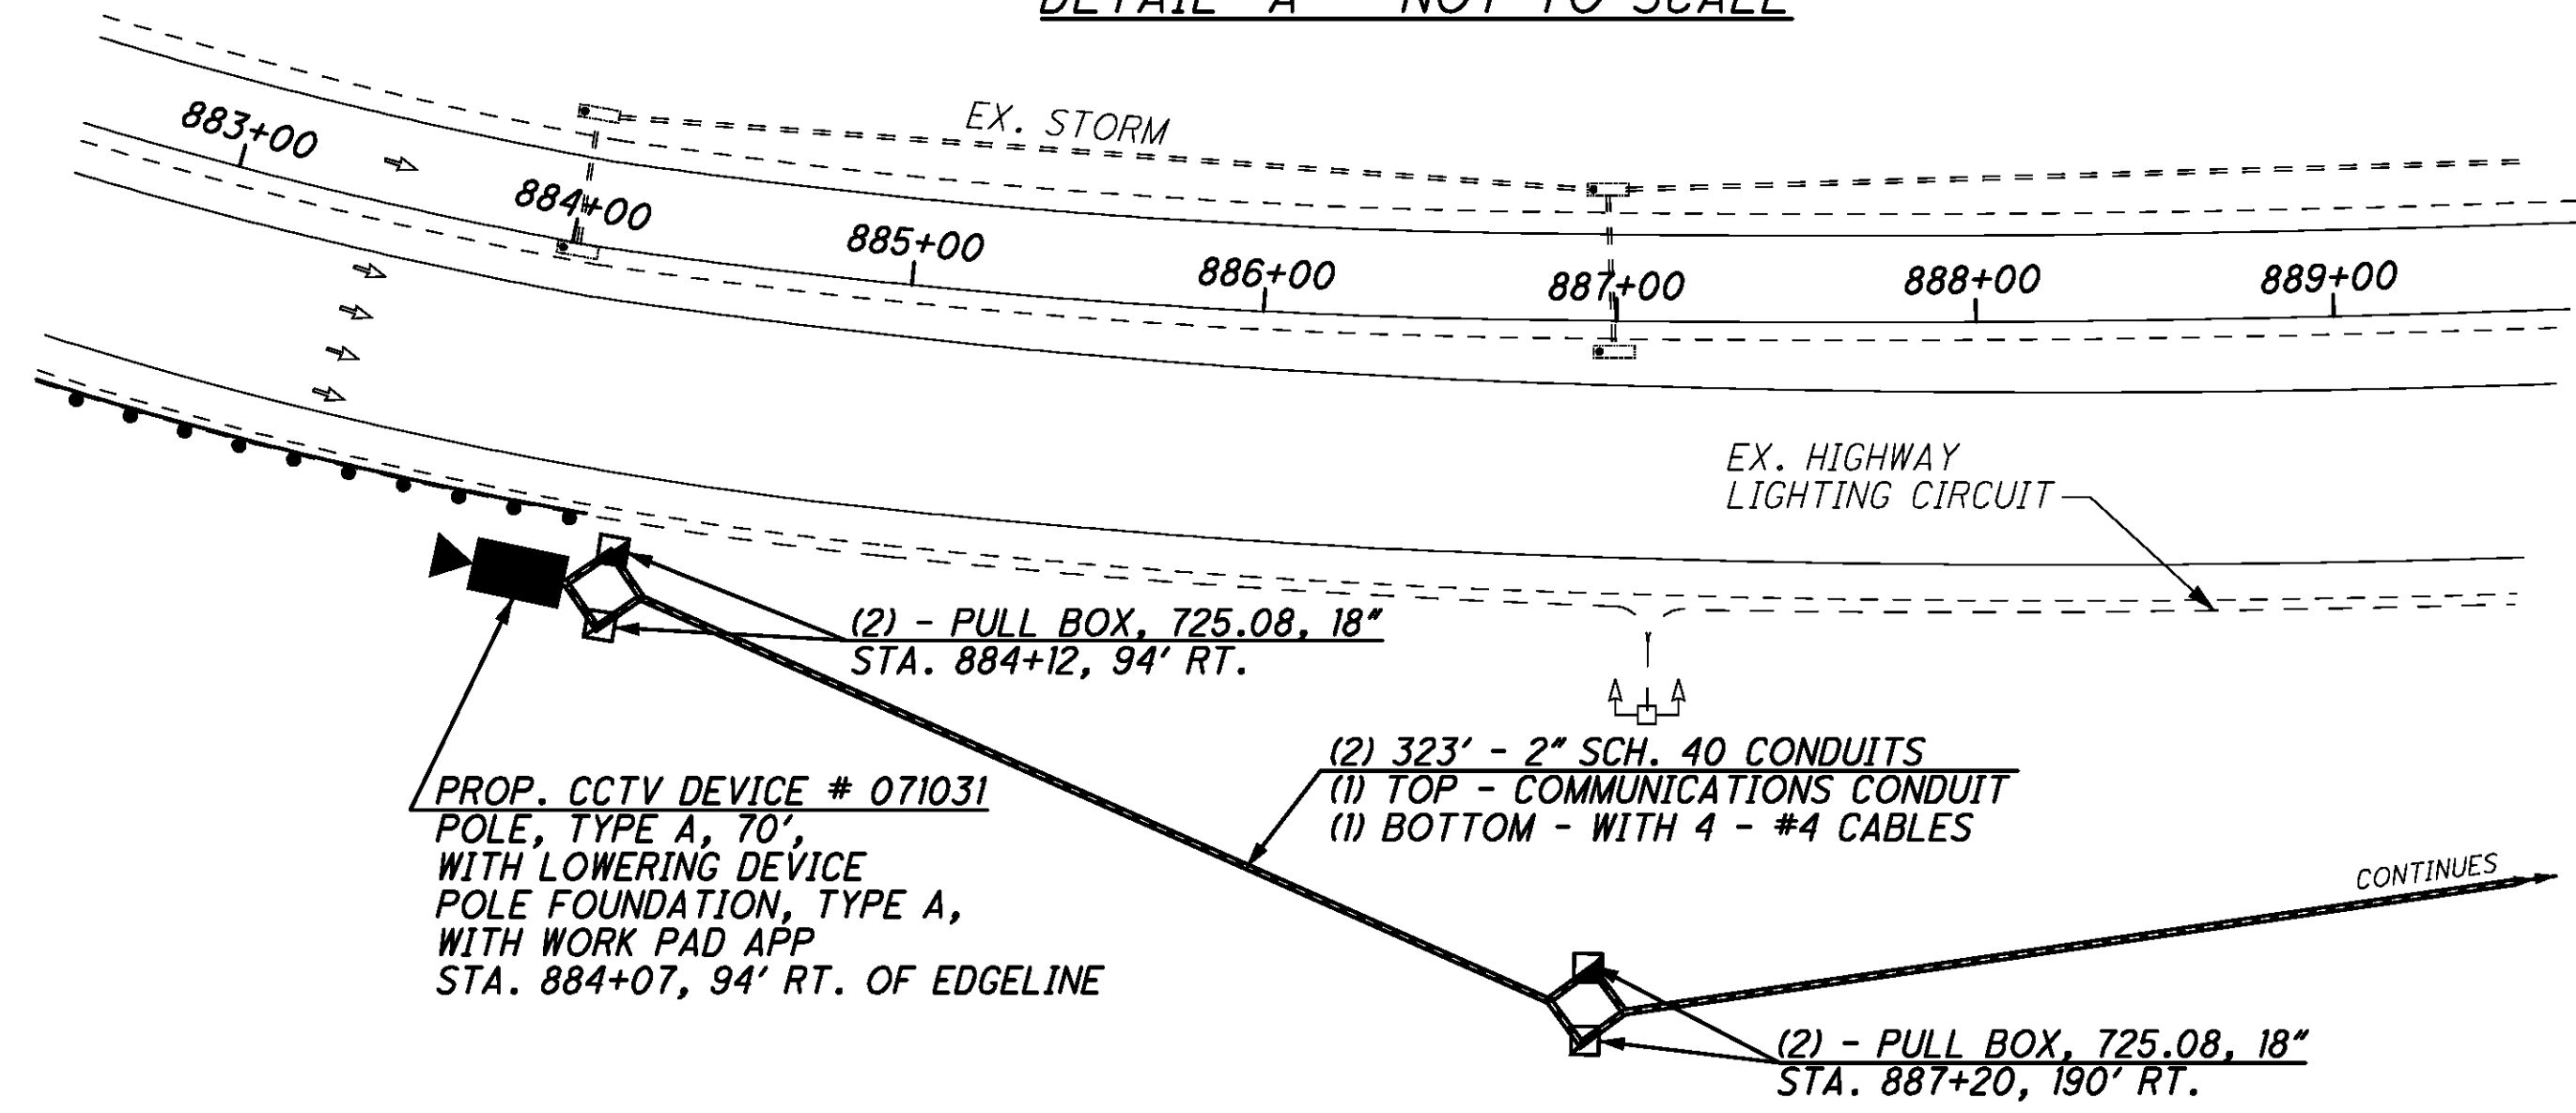 DETAIL "A" - NOT TO SCALE
EX. STORM
883+00
884+00
885+00
886+00
887+00
888+00
889+00
EX. HIGHWAY
LIGHTING CIRCUIT
(2) - PULL BOX, 725.08, 18"
STA. 884+12, 94' RT.
(2) 323' - 2" SCH. 40 CONDUITS
(1) TOP - COMMUNICATIONS CONDUIT
(1) BOTTOM - WITH 4 - #4 CABLES
PROP. CCTV DEVICE # 071031
POLE, TYPE A, 70',
WITH LOWERING DEVICE
POLE FOUNDATION, TYPE A,
WITH WORK PAD APP
STA. 884+07, 94' RT. OF EDGELINE
CONTINUES
(2) - PULL BOX, 725.08, 18"
STA. 887+20, 190' RT.